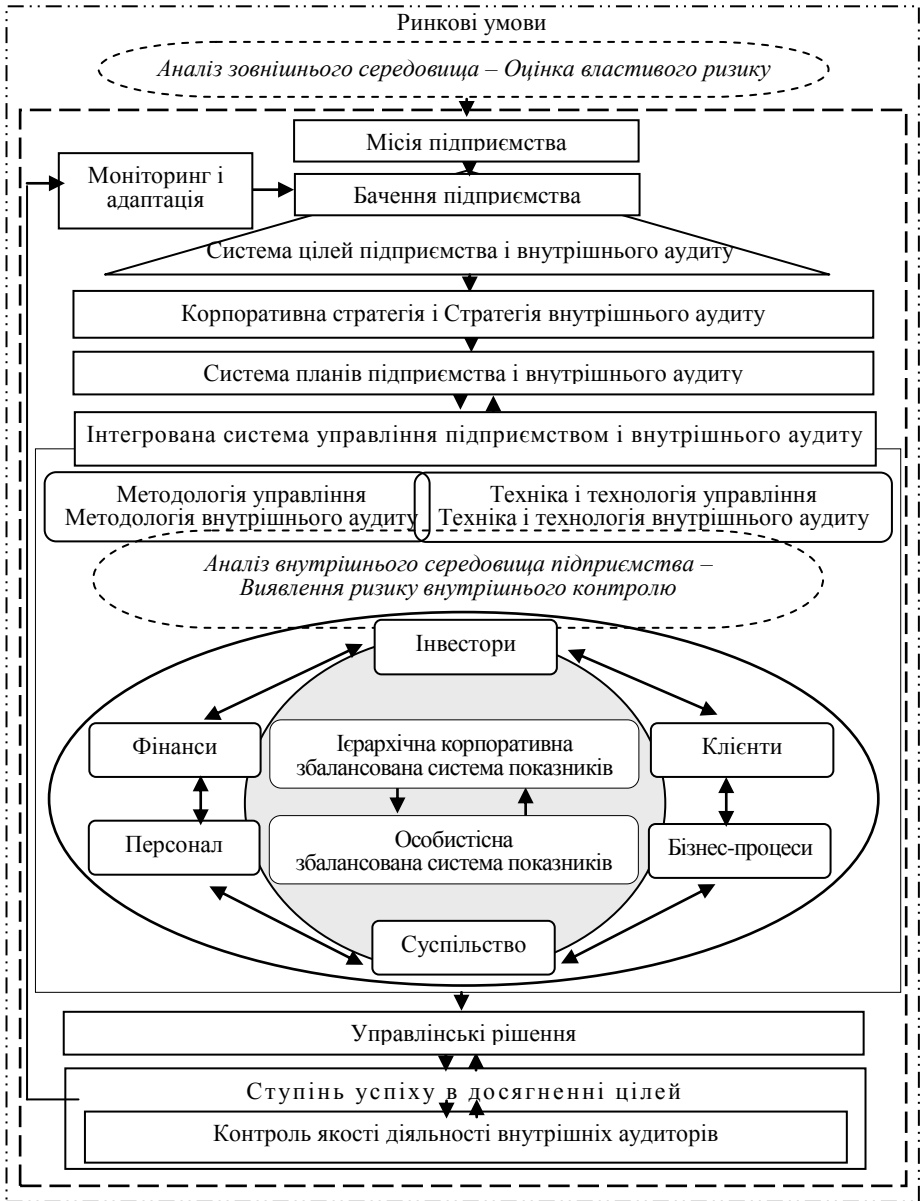 Ринкові умови
Аналіз зовнішнього середовища – Оцінка властивого ризику
Місія підприємства
Моніторинг і
адаптація
Бачення підприємства
Система цілей підприємства і внутрішнього аудиту
Корпоративна стратегія і Стратегія внутрішнього аудиту
Система планів підприємства і внутрішнього аудиту
Інтегрована система управління підприємством і внутрішнього аудиту
Методологія управління
Методологія внутрішнього аудиту
Техніка і технологія управління
Техніка і технологія внутрішнього аудиту
Аналіз внутрішнього середовища підприємства –
Виявлення ризику внутрішнього контролю
Інвестори
Фінанси
Ієрархічна корпоративна
збалансована система показників
Клієнти
Персонал
Особистісна
збалансована система показників
Бізнес-процеси
Суспільство
Управлінські рішення
Ступінь успіху в досягненні цілей
Контроль якості діяльності внутрішніх аудиторів